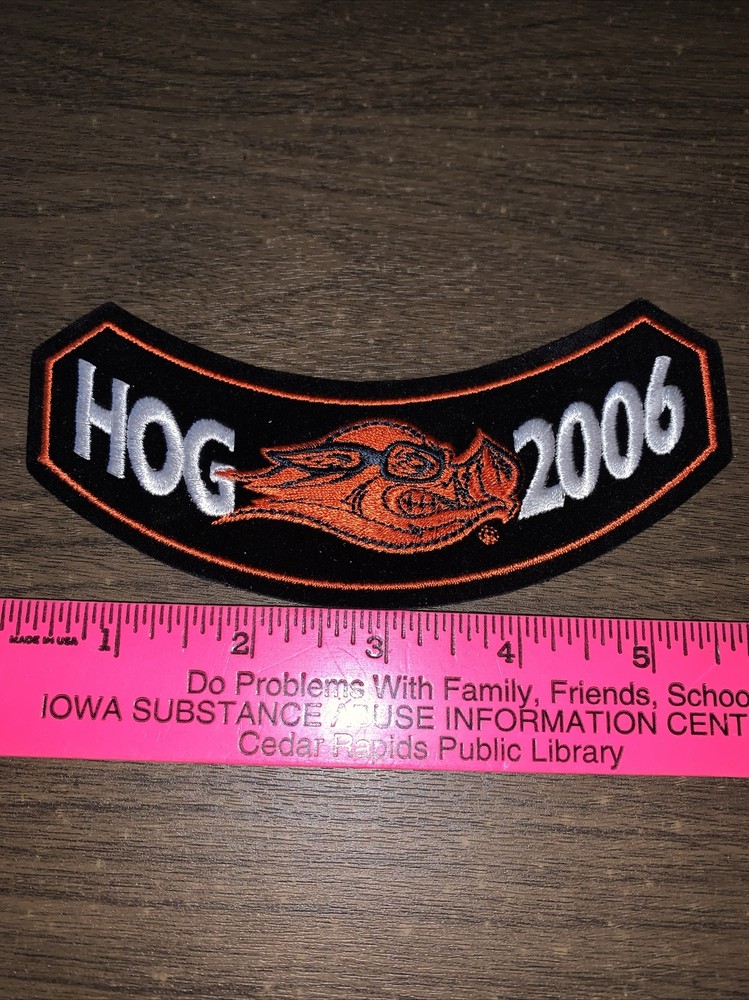 HOG 2006
MADE IN USA
1 2 3 4 5
Do Problems With Family, Friends, Schoo
IOWA SUBSTANCE ABUSE INFORMATION CENT
Cedar Rapids Public Library